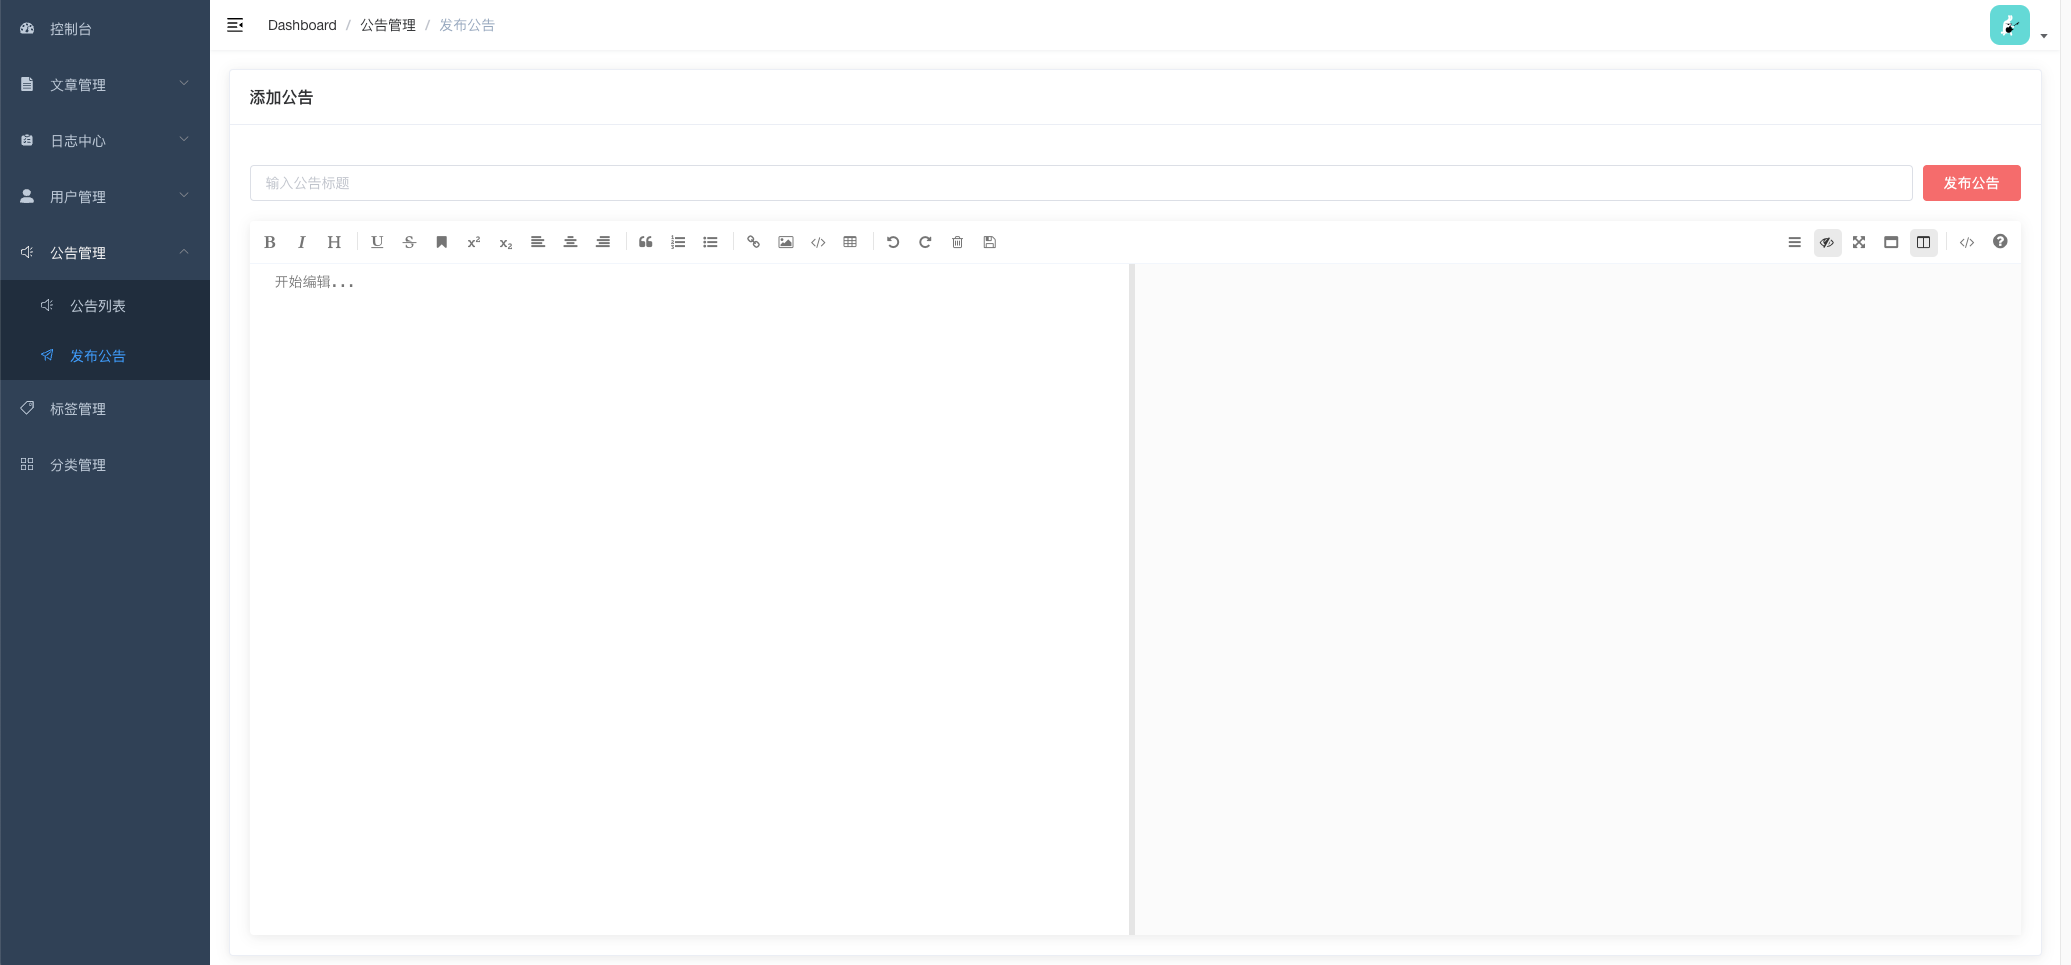 控制台
文章管理
日志中心
用户管理
公告管理
公告列表
发布公告
标签管理
分类管理
Dashboard / 公告管理 / 发布公告
添加公告
输入公告标题
发布公告
B I H U S x² x₂
开始编辑...